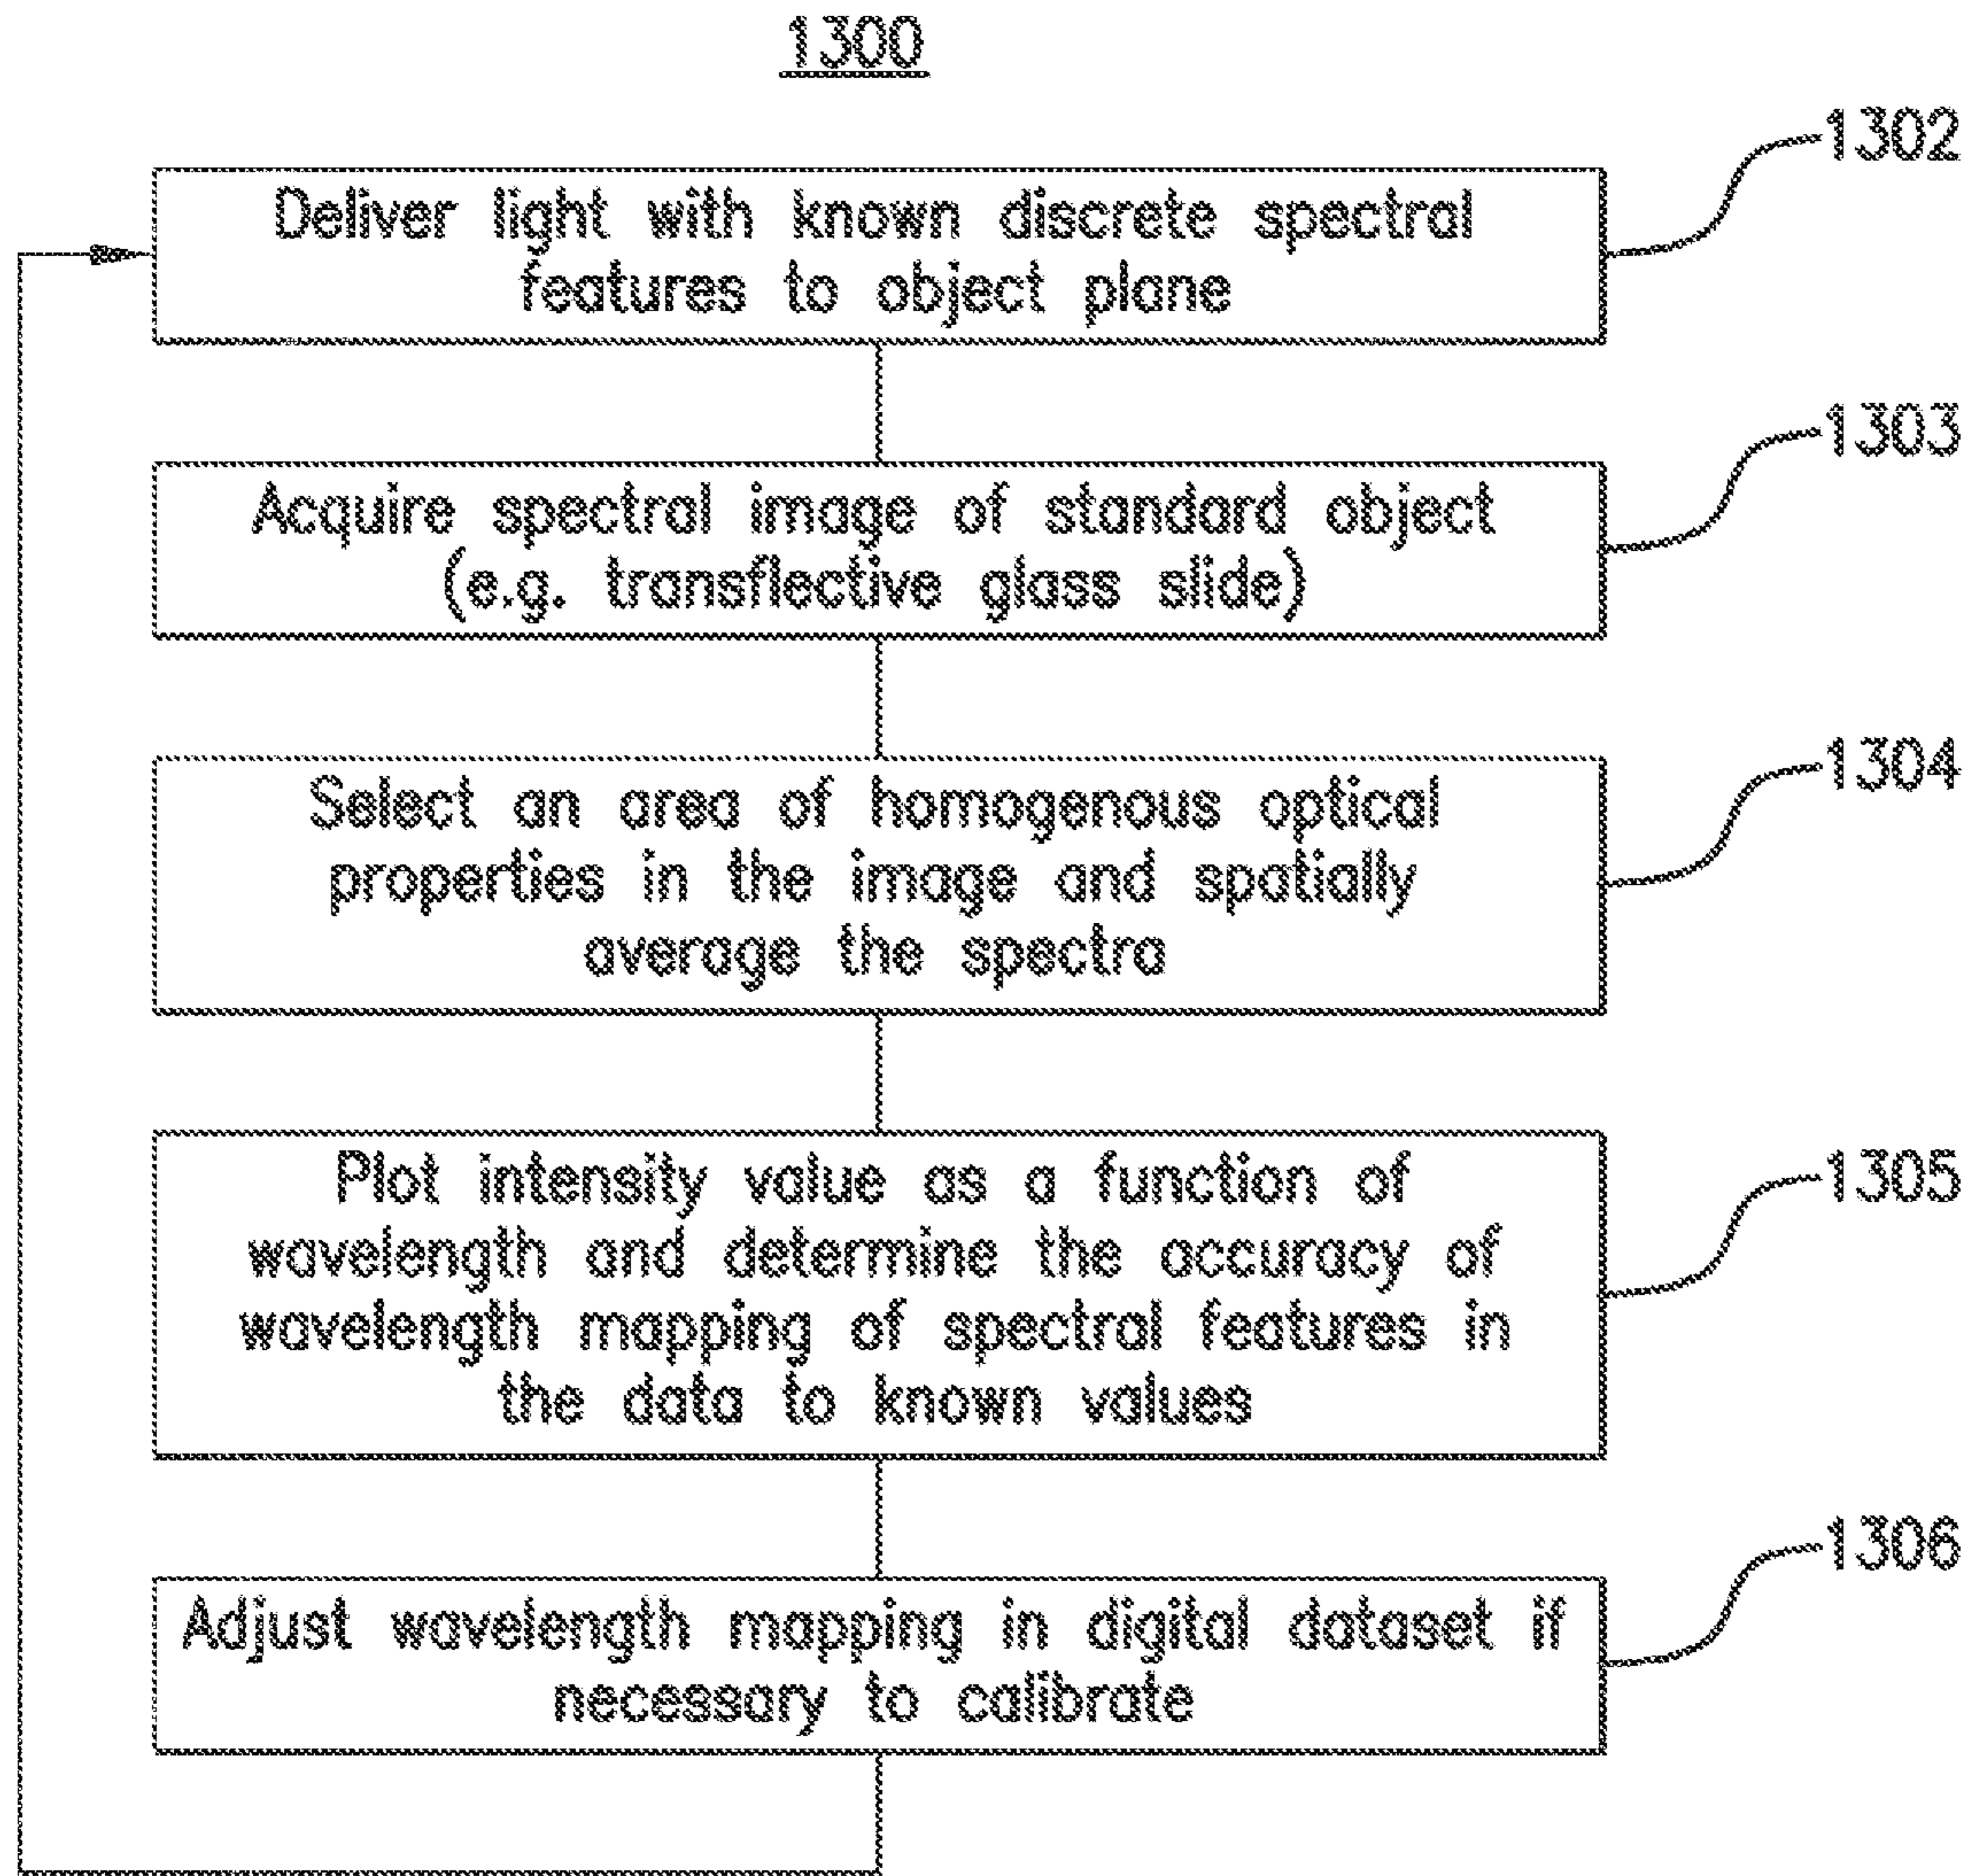 1300
1302
Deliver light with known discrete spectral
features to object plane
1303
Acquire spectral image of standard object
(e.g. transflective glass slide)
1304
Select an area of homogenous optical
properties in the image and spatially
average the spectra
1305
Plot intensity value as a function of
wavelength and determine the accuracy of
wavelength mapping of spectral features in
the data to known values
1306
Adjust wavelength mapping in digital dataset if
necessary to calibrate